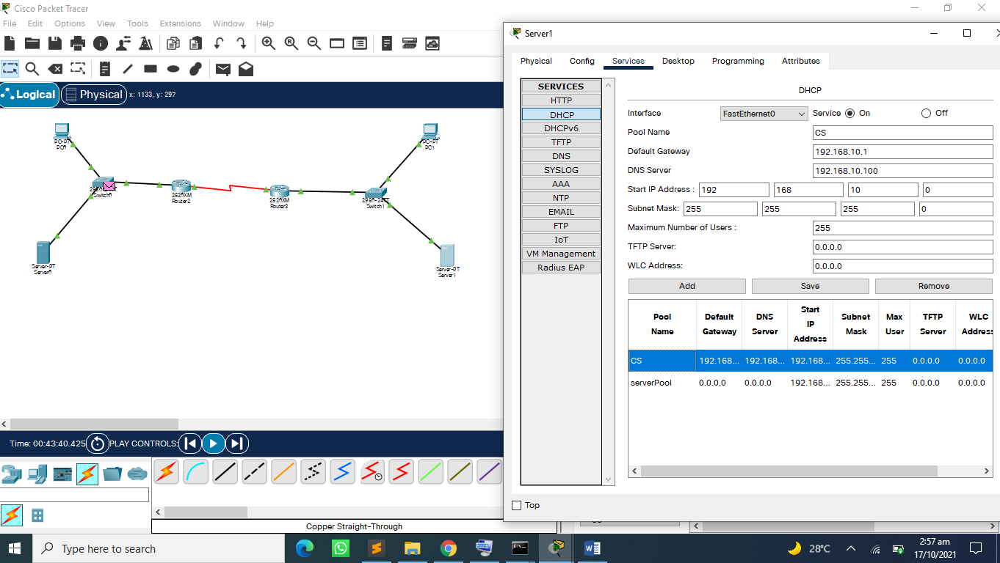 Cisco Packet Tracer
File Edit Options View Tools Extensions Window Help
Logical Physical x: 1133, y: 297
PC-PT
PC0
PC-PT
PC1
Switch0
2620XM
Router2
2620XM
Router3
2960-24TT
Switch1
Server-PT
Server0
Server-PT
Server1
Time: 00:43:40.425 PLAY CONTROLS:
Copper Straight-Through
Server1
Physical Config Services Desktop Programming Attributes
SERVICES
HTTP
DHCP
DHCPv6
TFTP
DNS
SYSLOG
AAA
NTP
EMAIL
FTP
IoT
VM Management
Radius EAP
DHCP
Interface FastEthernet0 Service On Off
Pool Name CS
Default Gateway 192.168.10.1
DNS Server 192.168.10.100
Start IP Address : 192 168 10 0
Subnet Mask: 255 255 255 0
Maximum Number of Users : 255
TFTP Server: 0.0.0.0
WLC Address: 0.0.0.0
Add Save Remove
Pool Name Default Gateway DNS Server Start IP Address Subnet Mask Max User TFTP Server WLC Address
CS 192.168... 192.168... 192.168... 255.255... 255 0.0.0.0 0.0.0.0
serverPool 0.0.0.0 0.0.0.0 192.168... 255.255... 255 0.0.0.0 0.0.0.0
Top
Type here to search
28°C
2:57 am
17/10/2021